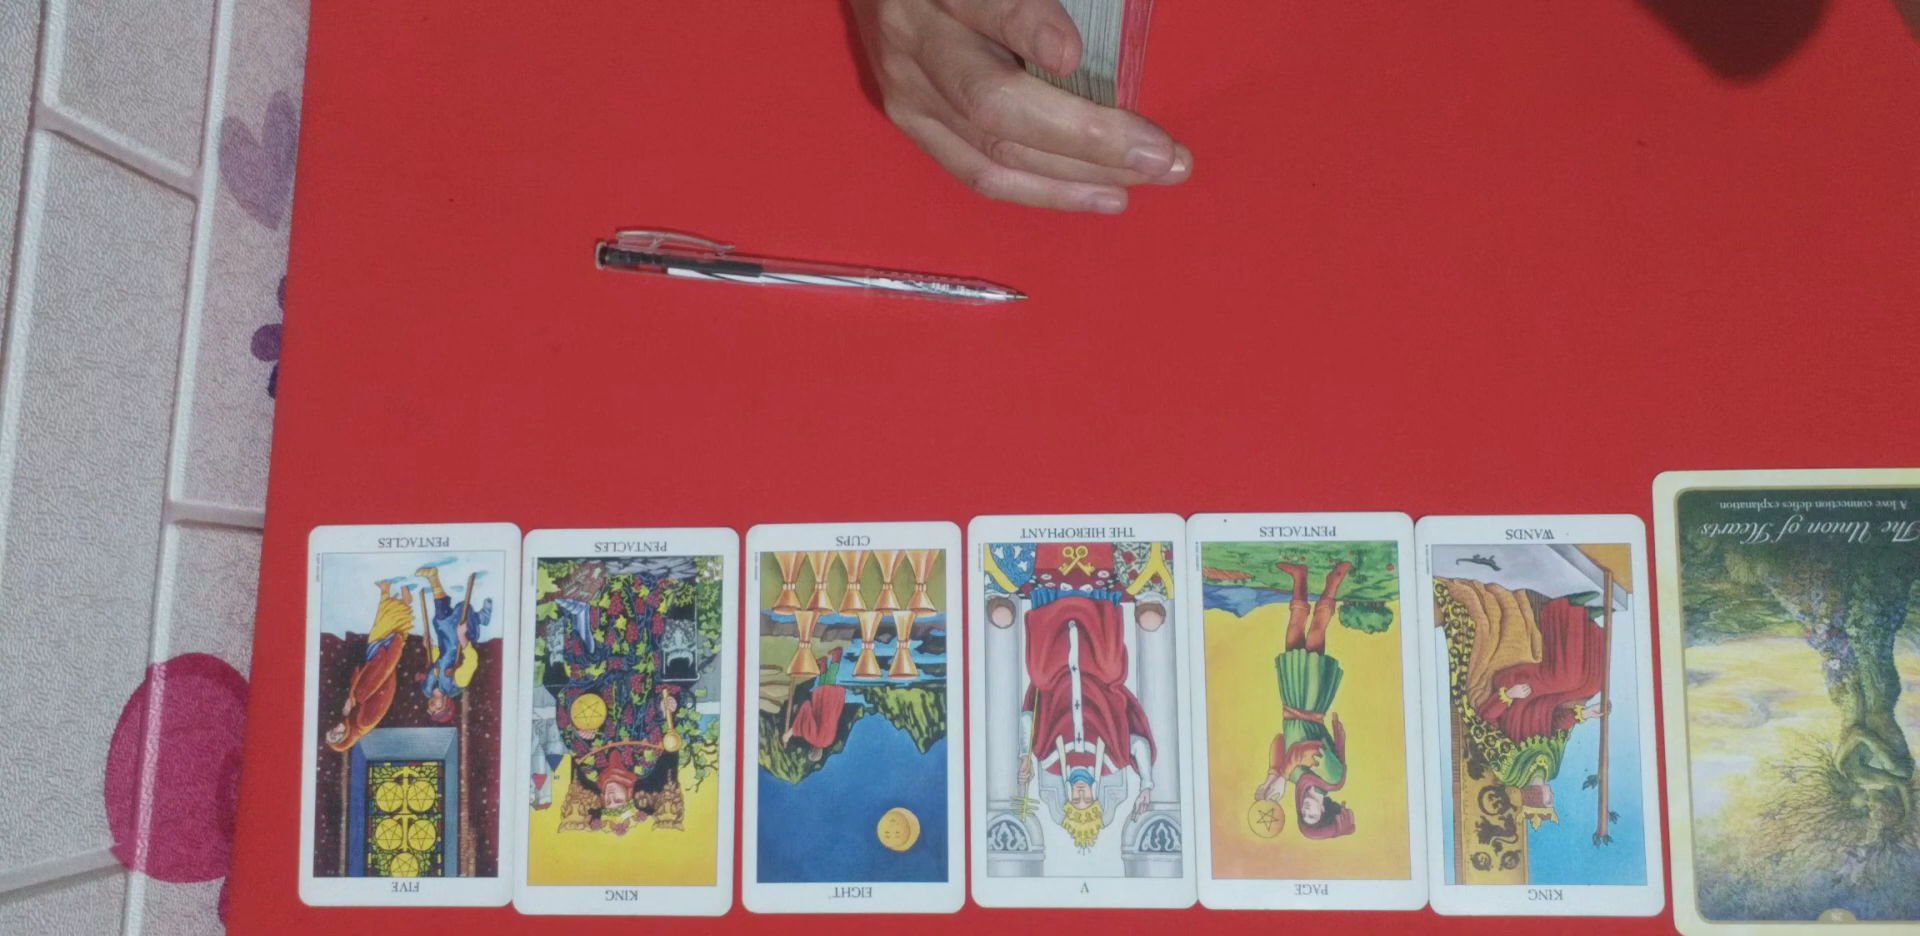 PENTACLES
FIVE
PENTACLES
KING
CUPS
EIGHT
THE HIEROPHANT
V
PENTACLES
PAGE
WANDS
KING
A love connection defies explanation
The Union of Hearts